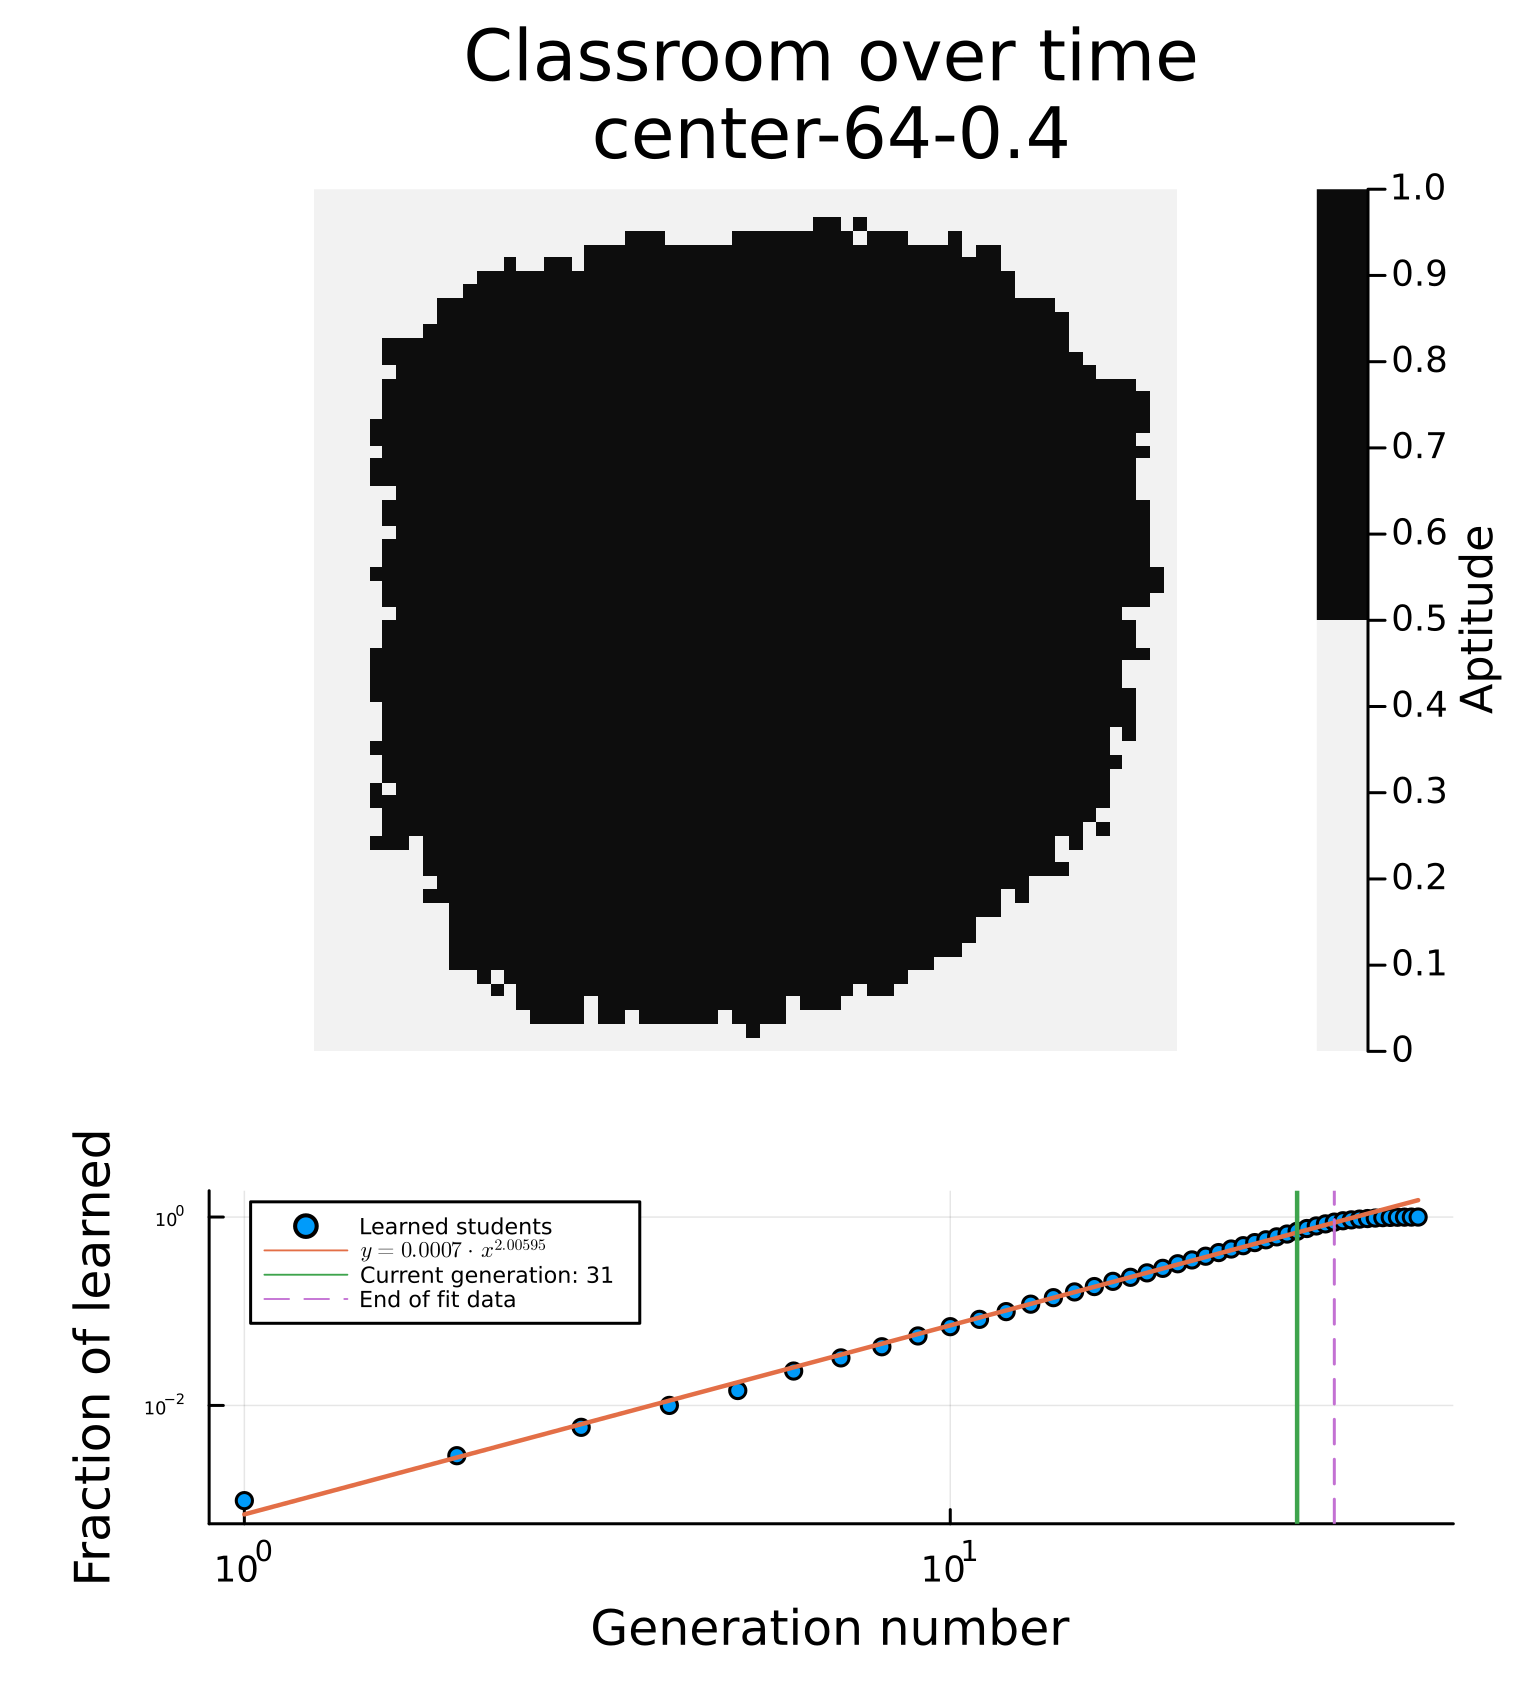 Classroom over time
center-64-0.4
1.0
0.9
0.8
0.7
0.6
0.5
0.4
0.3
0.2
0.1
0
Aptitude
Fraction of learned
10^0
10^-2
Learned students
y = 0.0007 · x^2.00595
Current generation: 31
End of fit data
10^0
10^1
Generation number